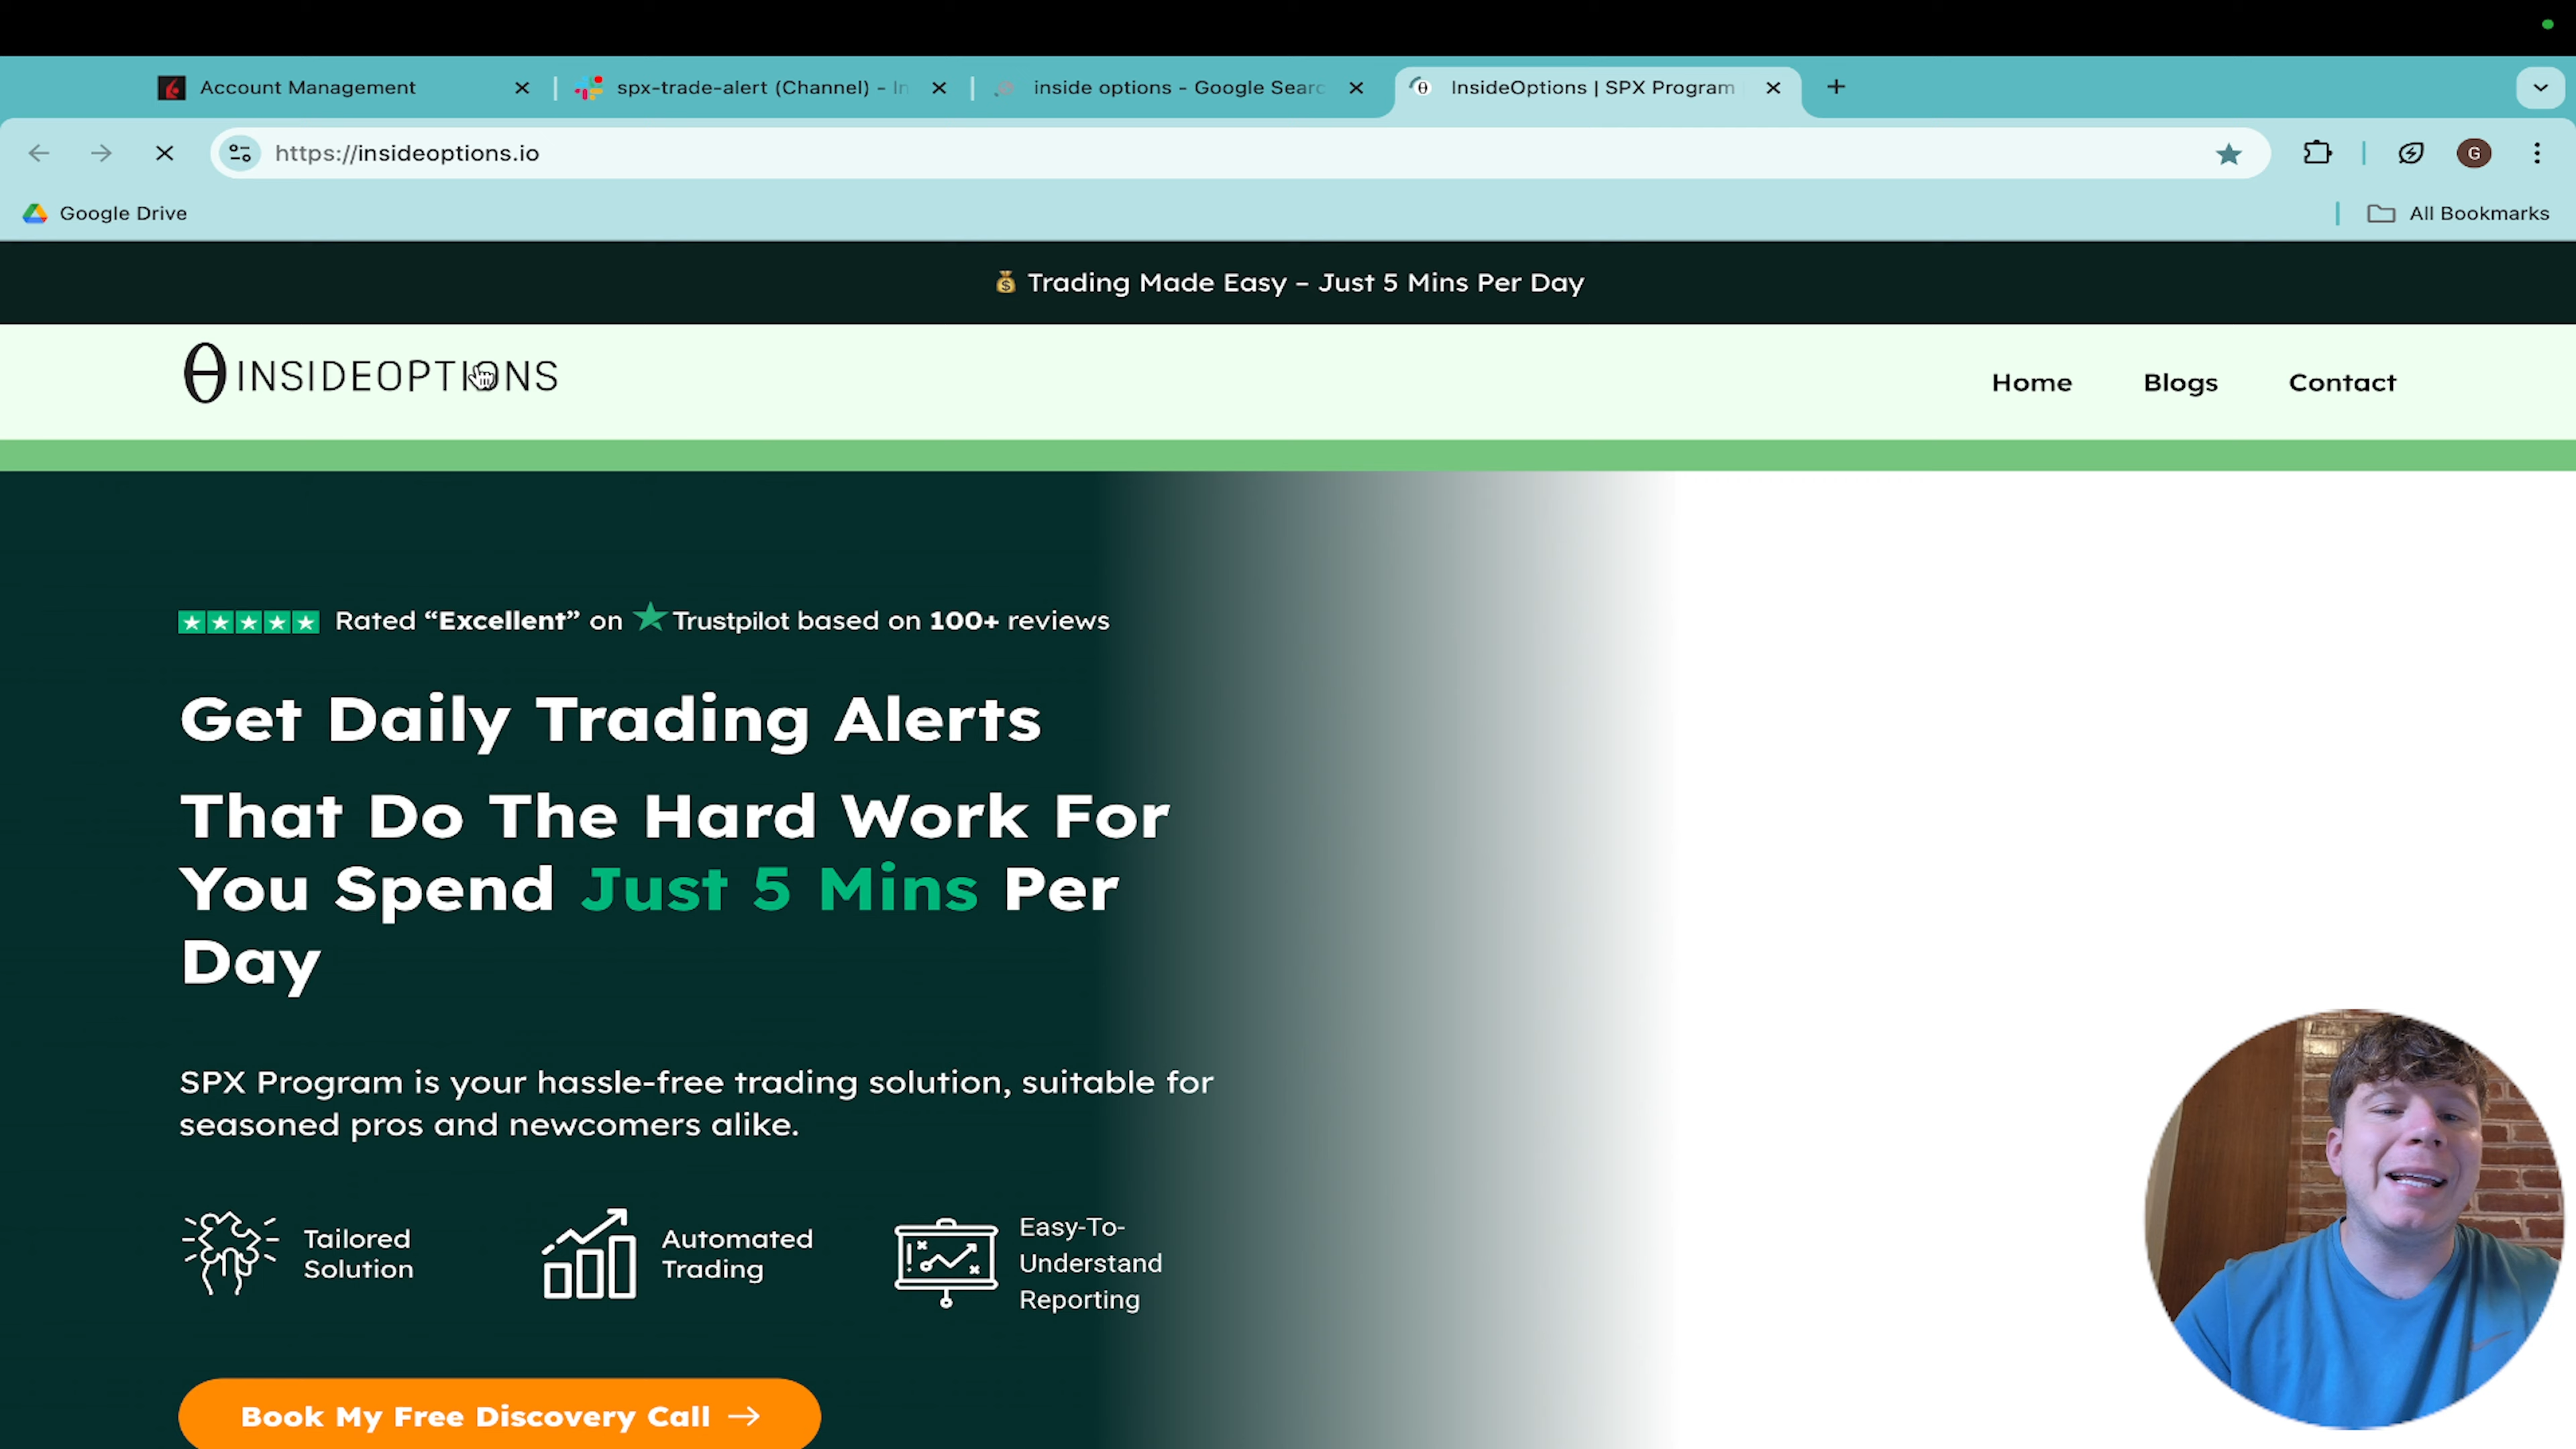 Account Management
spx-trade-alert (Channel) - In
inside options - Google Searc
InsideOptions | SPX Program
https://insideoptions.io
G
Google Drive
All Bookmarks
Trading Made Easy – Just 5 Mins Per Day
INSIDEOPTIONS
Home
Blogs
Contact
Rated “Excellent” on Trustpilot based on 100+ reviews
Get Daily Trading Alerts
That Do The Hard Work For
You Spend Just 5 Mins Per
Day
SPX Program is your hassle-free trading solution, suitable for
seasoned pros and newcomers alike.
Tailored
Solution
Automated
Trading
Easy-To-
Understand
Reporting
Book My Free Discovery Call →